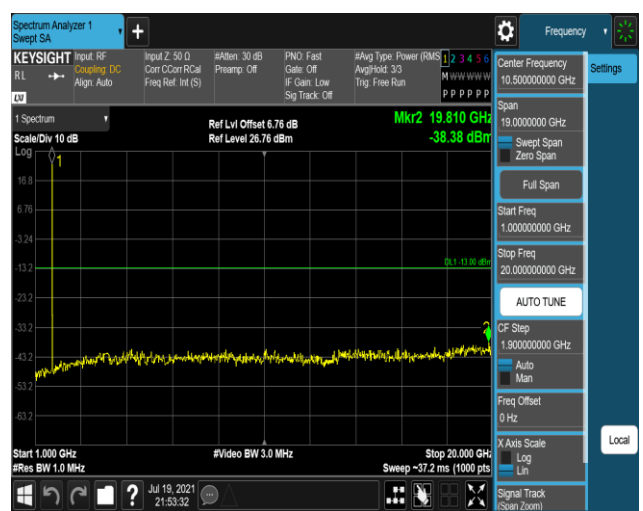 Spectrum Analyzer 1
Swept SA
+
Frequency
KEYSIGHT
RL
LXI
Input: RF
Coupling: DC
Align: Auto
Input Z: 50 Ω
Corr CCorr RCal
Freq Ref: Int (S)
#Atten: 30 dB
Preamp: Off
PNO: Fast
Gate: Off
IF Gain: Low
Sig Track: Off
#Avg Type: Power (RMS
Avg|Hold: 3/3
Trig: Free Run
1 2 3 4 5 6
M W W W W W
P P P P P P
1 Spectrum
Scale/Div 10 dB
Log
Ref Lvl Offset 6.76 dB
Ref Level 26.76 dBm
Mkr2 19.810 GHz
-38.38 dBm
1
16.8
6.76
-3.24
DL1 -13.00 dBm
-13.2
-23.2
-33.2
2
-43.2
-53.2
-63.2
Start 1.000 GHz
#Res BW 1.0 MHz
#Video BW 3.0 MHz
Stop 20.000 GHz
Sweep ~37.2 ms (1000 pts
?
Jul 19, 2021
21:53:32
Center Frequency
10.500000000 GHz
Settings
Span
19.0000000 GHz
Swept Span
Zero Span
Full Span
Start Freq
1.000000000 GHz
Stop Freq
20.000000000 GHz
AUTO TUNE
CF Step
1.900000000 GHz
Auto
Man
Freq Offset
0 Hz
X Axis Scale
Log
Lin
Local
Signal Track
(Span Zoom)